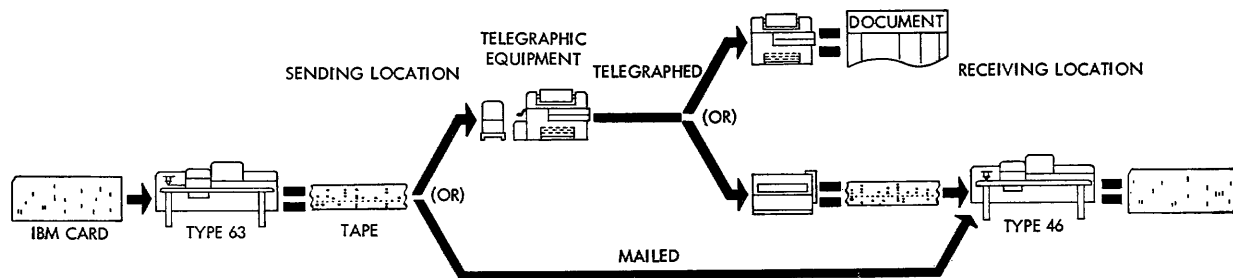 DOCUMENT
TELEGRAPHIC
EQUIPMENT
TELEGRAPHED
SENDING LOCATION
RECEIVING LOCATION
(OR)
(OR)
IBM CARD
TYPE 63
TAPE
TYPE 46
MAILED